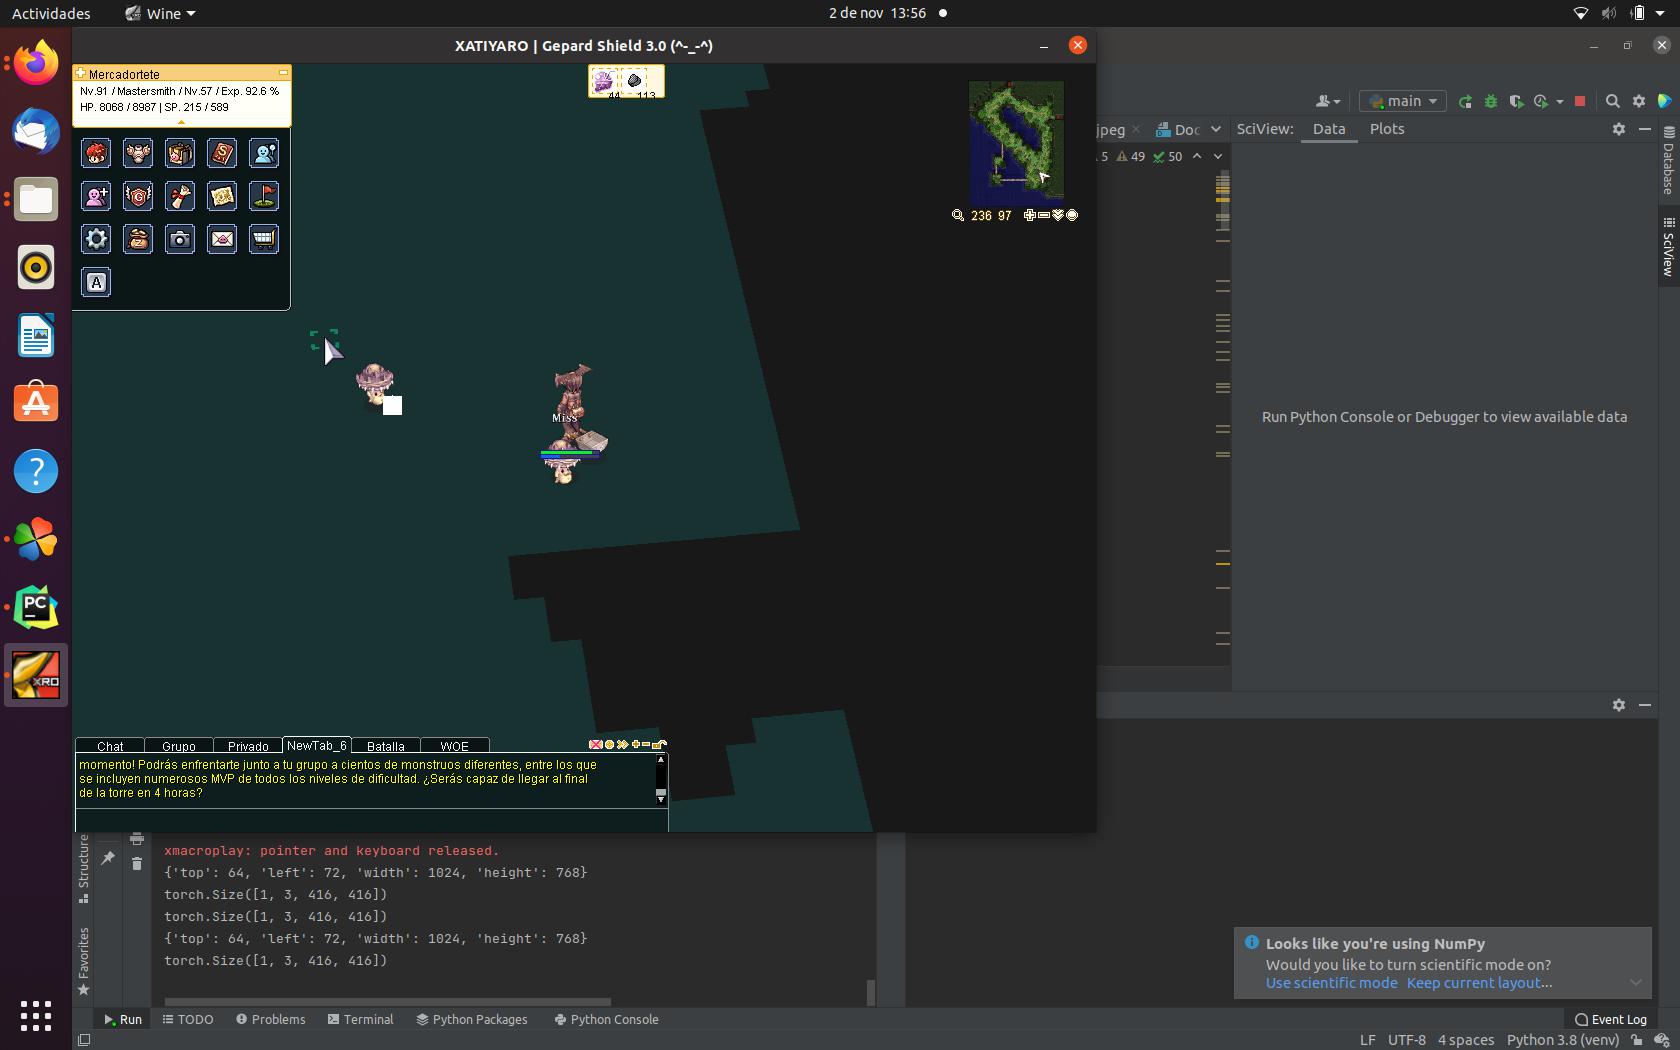 Actividades
Wine
2 de nov 13:56
XATIYARO | Gepard Shield 3.0 (^-_-^)
Mercadortete
Nv.91 / Mastersmith / Nv.57 / Exp. 92.6 %
HP. 8068 / 8987 | SP. 215 / 589
44 113
236 97
A
Miss
Chat Grupo Privado NewTab_6 Batalla WOE
momento! Podrás enfrentarte junto a tu grupo a cientos de monstruos diferentes, entre los que
se incluyen numerosos MVP de todos los niveles de dificultad. ¿Serás capaz de llegar al final
de la torre en 4 horas?
main
jpeg Doc
SciView: Data Plots
5 49 50
Database
SciView
Run Python Console or Debugger to view available data
PC
XRO
Structure
Favorites
xmacroplay: pointer and keyboard released.
{'top': 64, 'left': 72, 'width': 1024, 'height': 768}
torch.Size([1, 3, 416, 416])
torch.Size([1, 3, 416, 416])
{'top': 64, 'left': 72, 'width': 1024, 'height': 768}
torch.Size([1, 3, 416, 416])
Looks like you're using NumPy
Would you like to turn scientific mode on?
Use scientific mode Keep current layout...
Run TODO Problems Terminal Python Packages Python Console
Event Log
LF UTF-8 4 spaces Python 3.8 (venv)